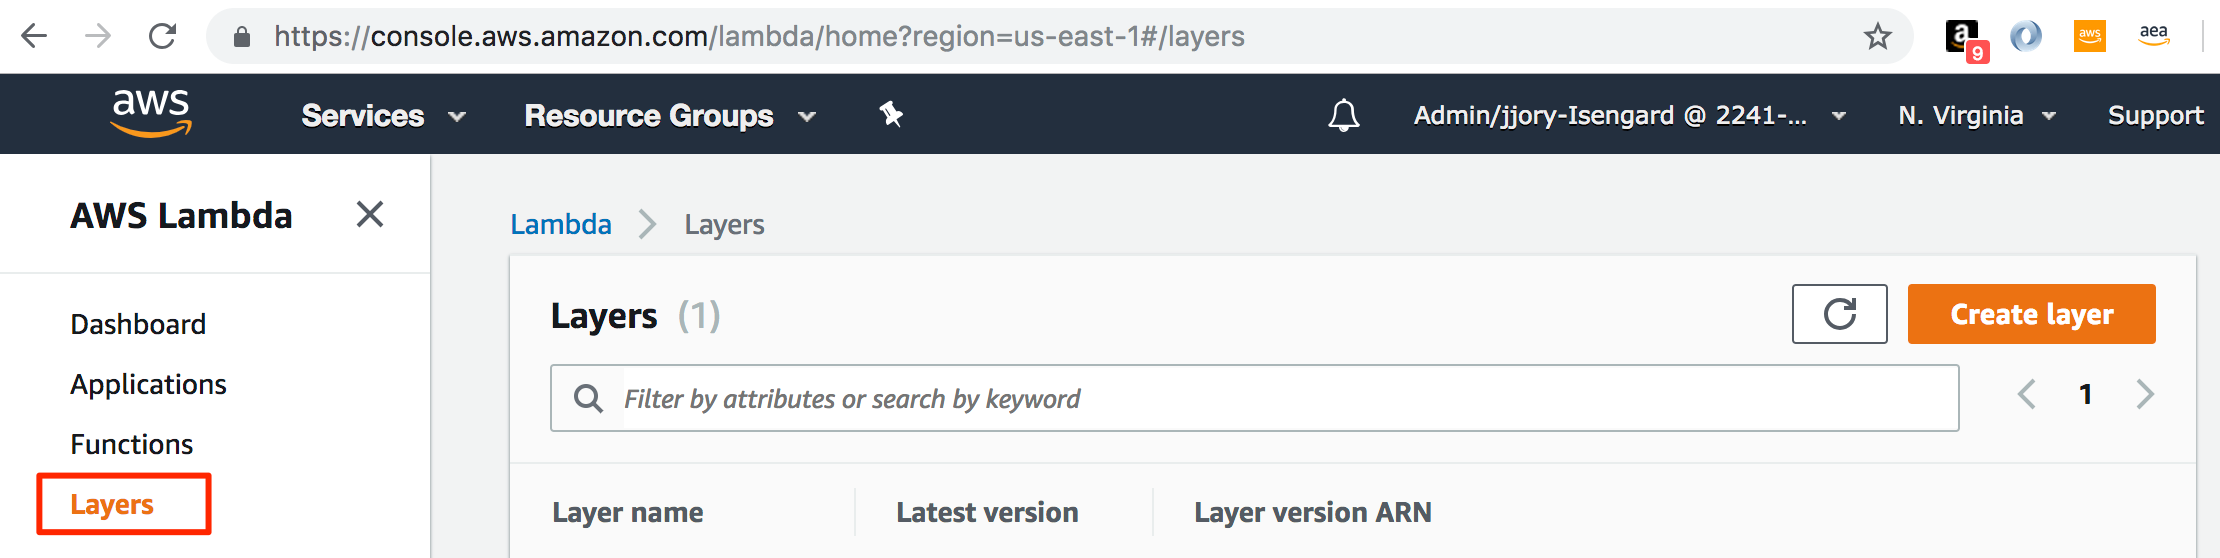 https://console.aws.amazon.com/lambda/home?region=us-east-1#/layers
a
9
aws
aea
aws
Services
Resource Groups
Admin/jjory-Isengard @ 2241-...
N. Virginia
Support
AWS Lambda
Dashboard
Applications
Functions
Layers
Lambda
Layers
Layers (1)
Create layer
Filter by attributes or search by keyword
1
Layer name
Latest version
Layer version ARN